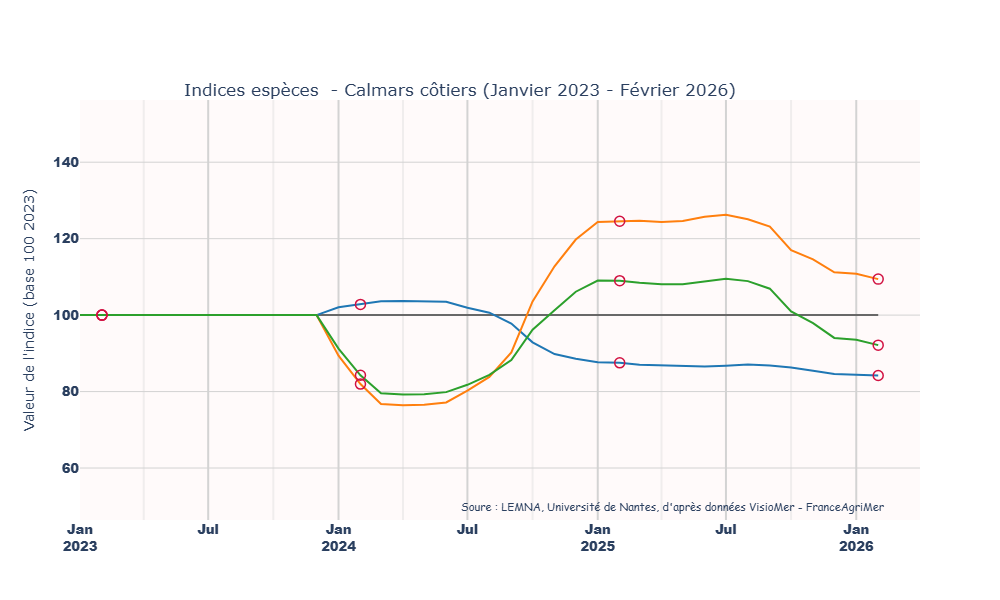 Indices espèces - Calmars côtiers (Janvier 2023 - Février 2026)
Valeur de l'indice (base 100 2023)
140
120
100
80
60
Soure : LEMNA, Université de Nantes, d'après données VisioMer - FranceAgriMer
Jan Jul Jan Jul Jan Jul Jan
2023 2024 2025 2026